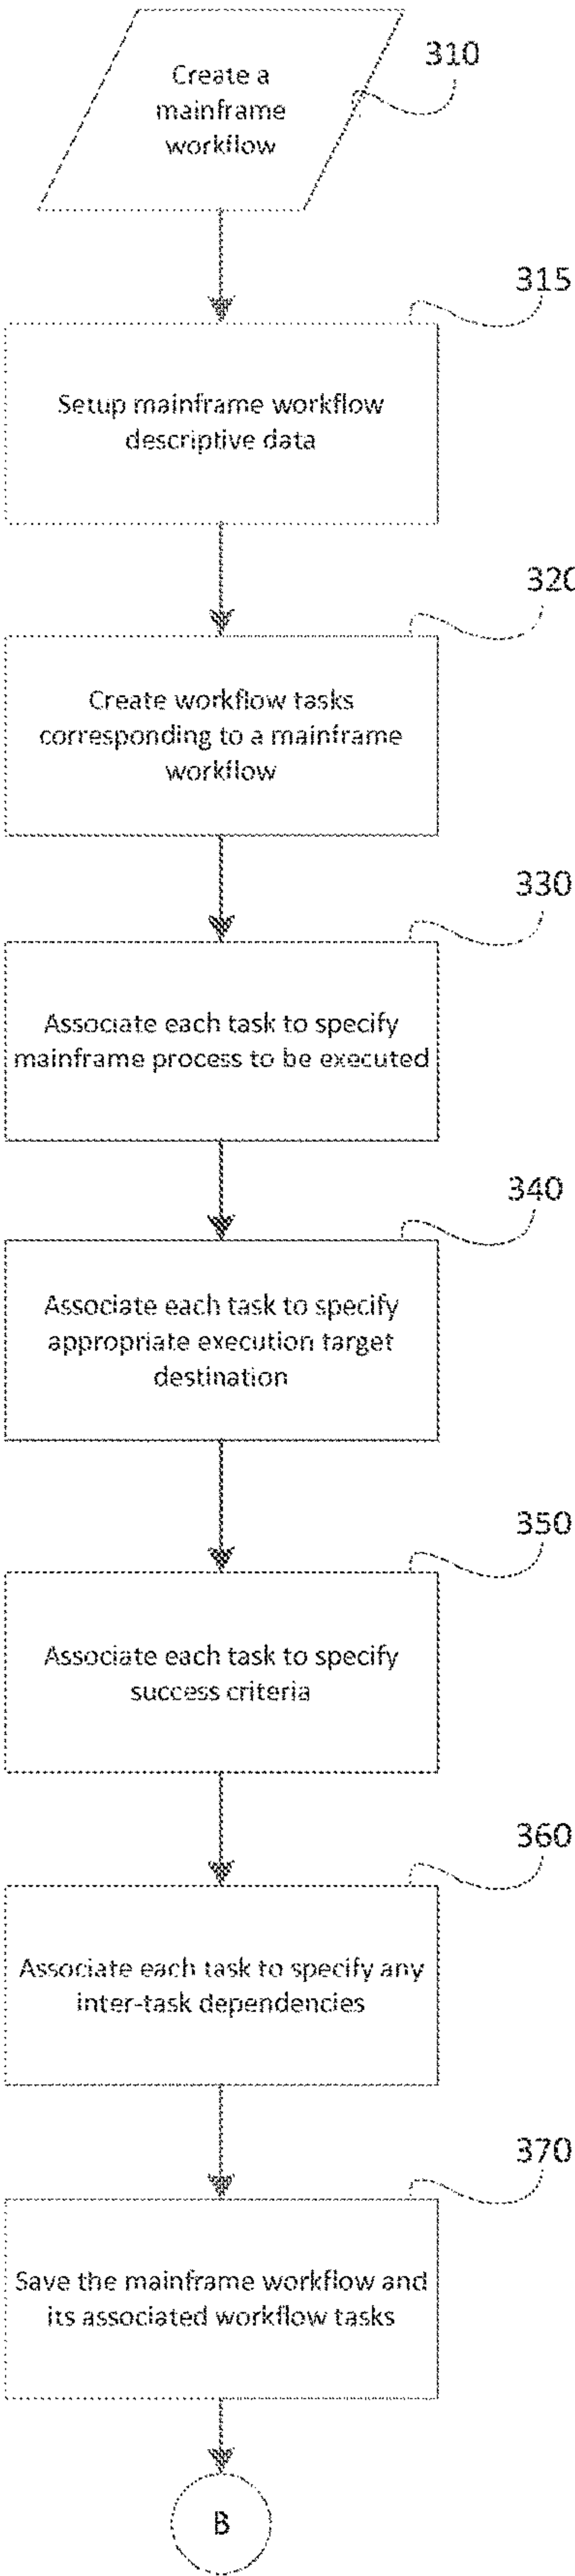 Create a
mainframe
workflow
310
315
Setup mainframe workflow
descriptive data
320
Create workflow tasks
corresponding to a mainframe
workflow
330
Associate each task to specify
mainframe process to be executed
340
Associate each task to specify
appropriate execution target
destination
350
Associate each task to specify
success criteria
360
Associate each task to specify any
inter-task dependencies
370
Save the mainframe workflow and
its associated workflow tasks
B